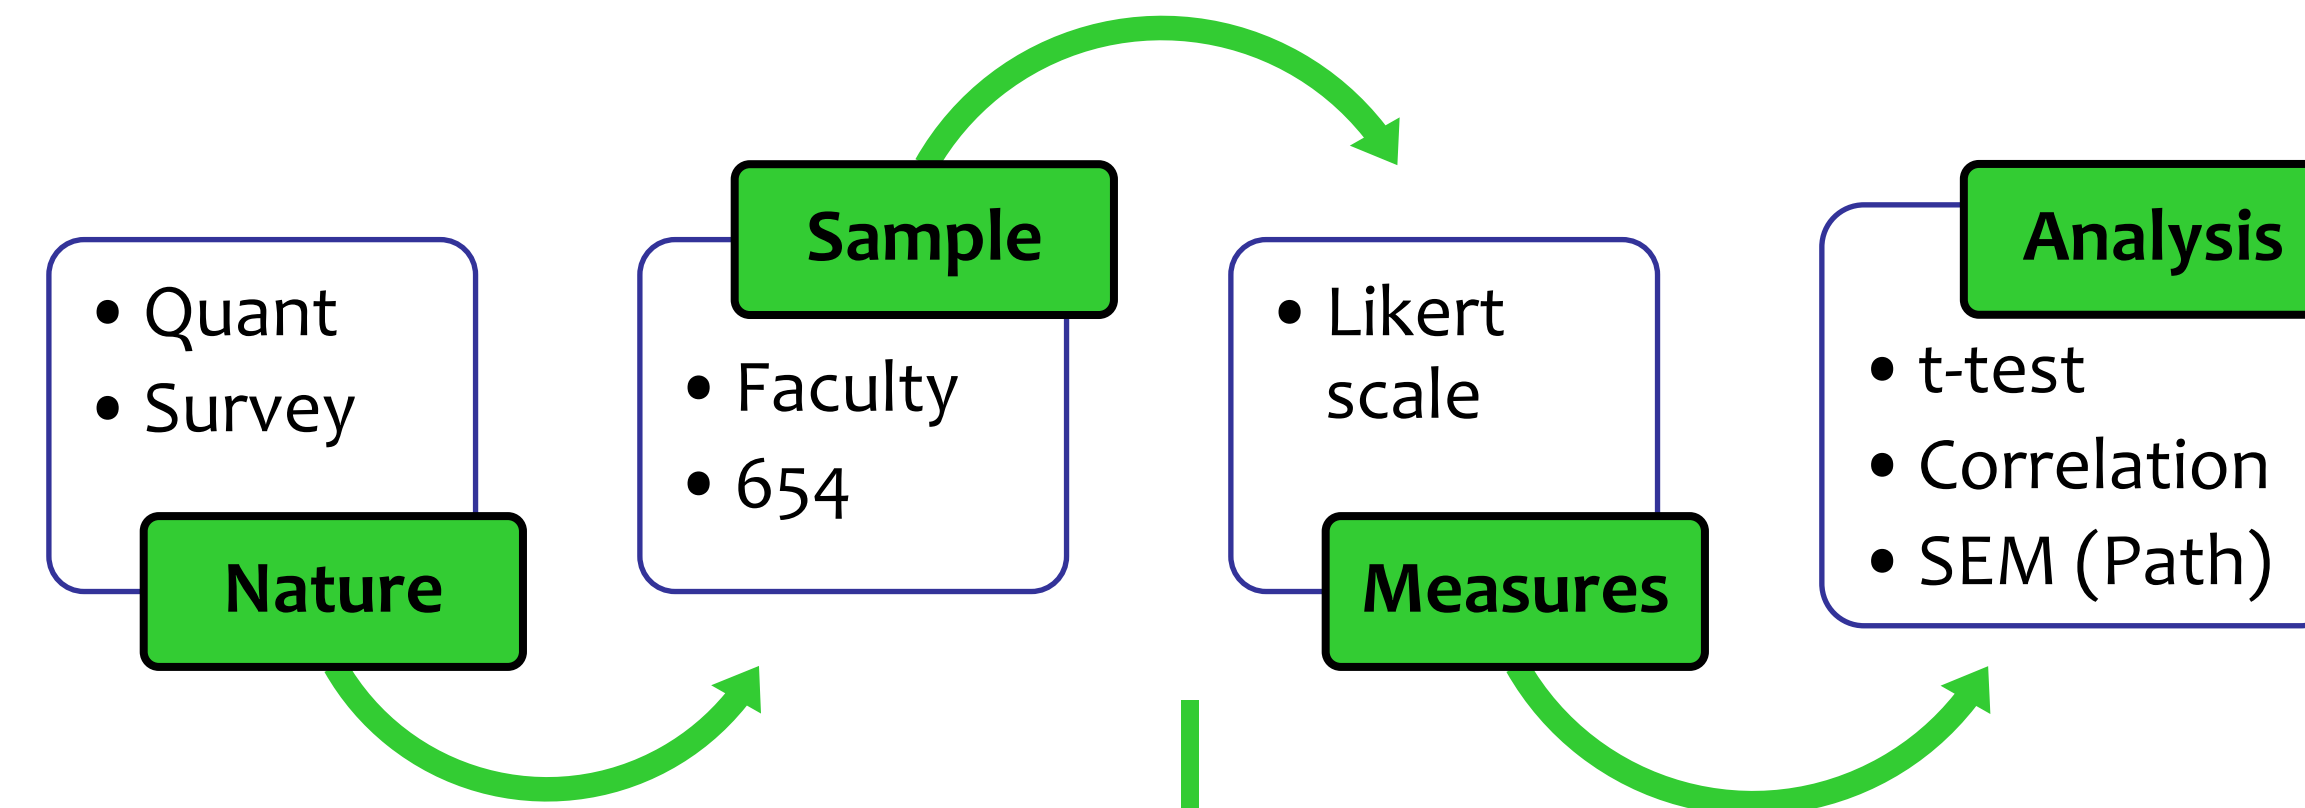 • Quant
• Survey
Nature
Sample
• Faculty
• 654
• Likert
scale
Measures
Analysis
• t-test
• Correlation
• SEM (Path)